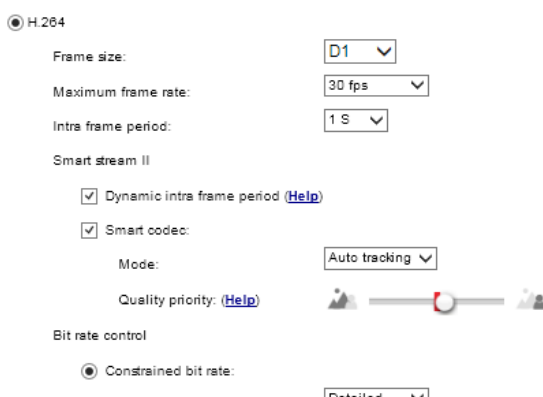 H.264
Frame size: D1
Maximum frame rate: 30 fps
Intra frame period: 1 S
Smart stream II
Dynamic intra frame period (Help)
Smart codec:
Mode: Auto tracking
Quality priority: (Help)
Bit rate control
Constrained bit rate:
Detailed